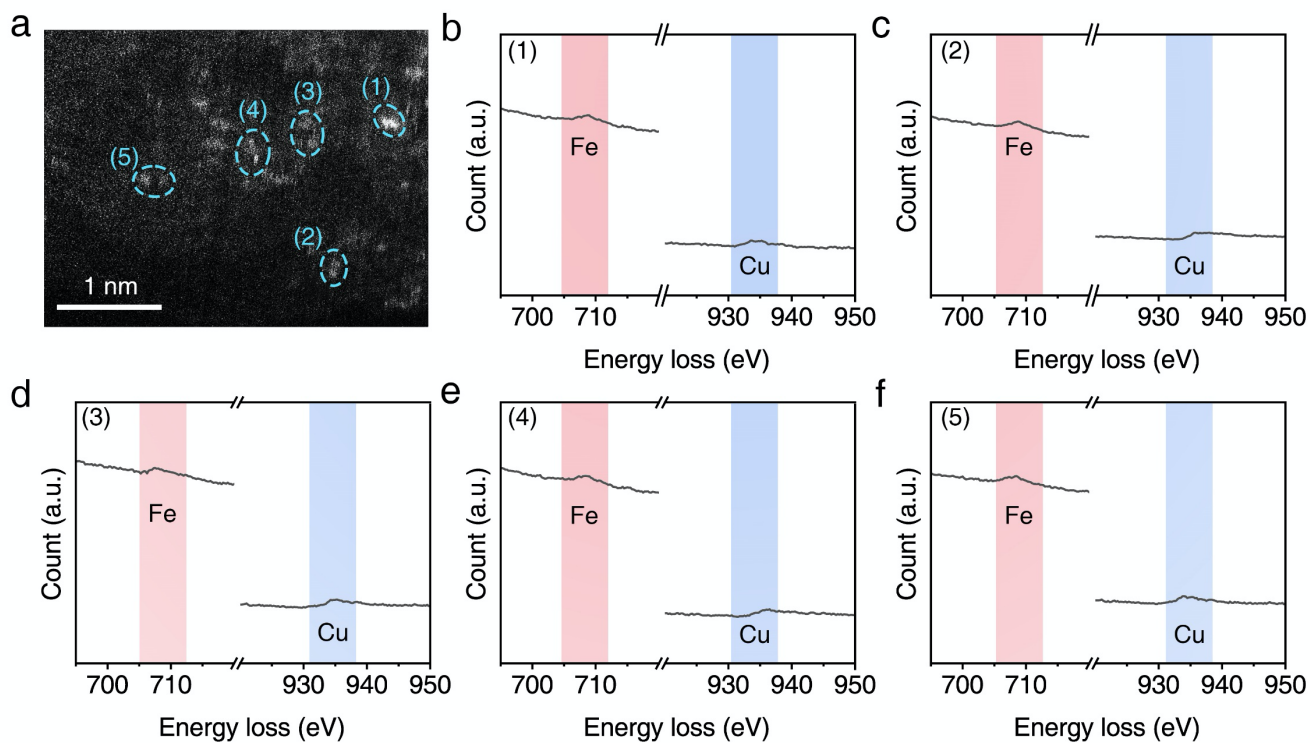 a
(1)
(3)
(4)
(5)
(2)
1 nm
b
(1)
Fe
Cu
Count (a.u.)
700 710 930 940 950
Energy loss (eV)
c
(2)
Fe
Cu
Count (a.u.)
700 710 930 940 950
Energy loss (eV)
d
(3)
Fe
Cu
Count (a.u.)
700 710 930 940 950
Energy loss (eV)
e
(4)
Fe
Cu
Count (a.u.)
700 710 930 940 950
Energy loss (eV)
f
(5)
Fe
Cu
Count (a.u.)
700 710 930 940 950
Energy loss (eV)